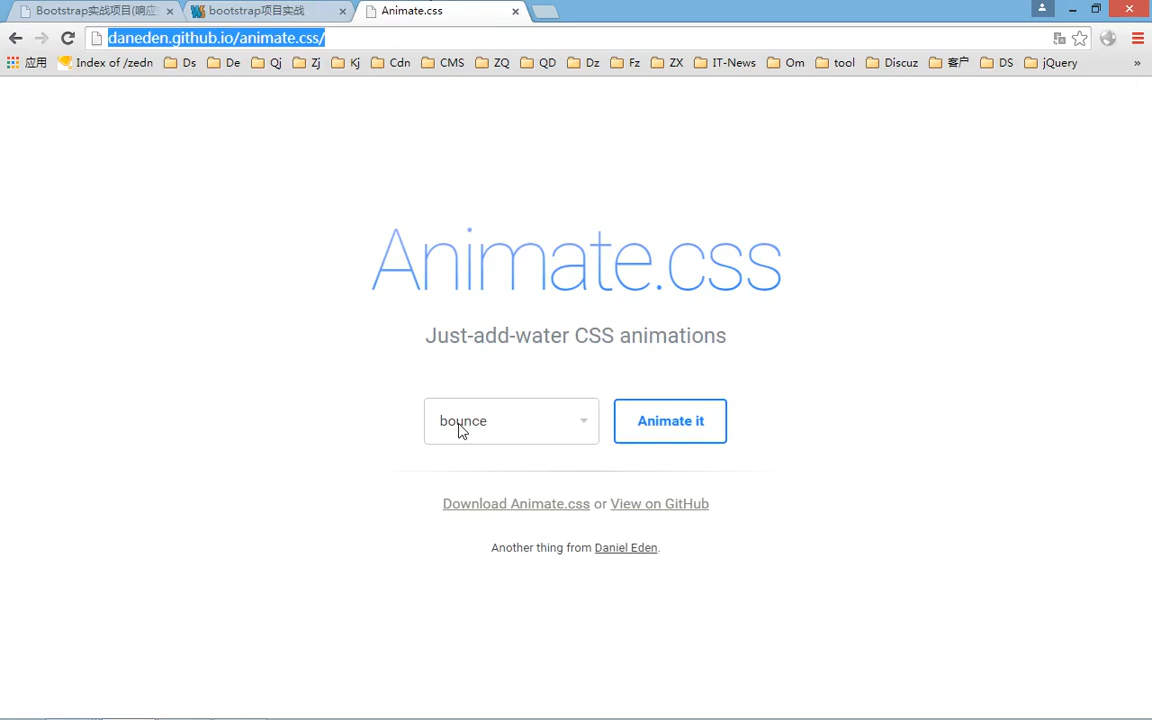 Bootstrap实战项目(响应
bootstrap项目实战
Animate.css
daneden.github.io/animate.css/
应用 Index of /zedn Ds De Qj Zj Kj Cdn CMS ZQ QD Dz Fz ZX IT-News Om tool Discuz 客户 DS jQuery »
Animate.css
Just-add-water CSS animations
bounce
Animate it
Download Animate.css or View on GitHub
Another thing from Daniel Eden.